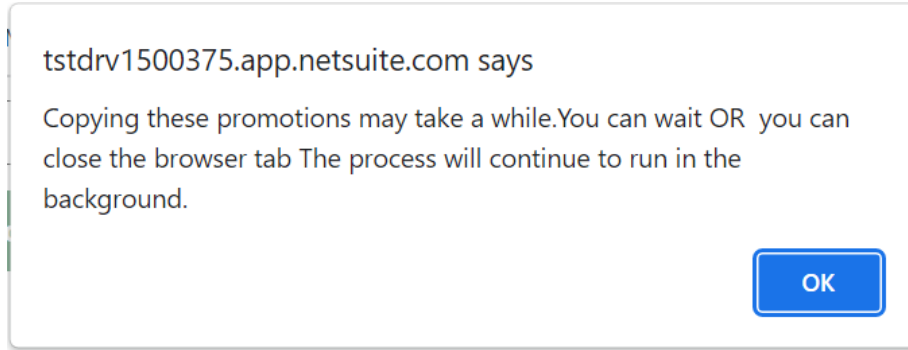 tstdrv1500375.app.netsuite.com says
Copying these promotions may take a while.You can wait OR  you can
close the browser tab The process will continue to run in the
background.
OK